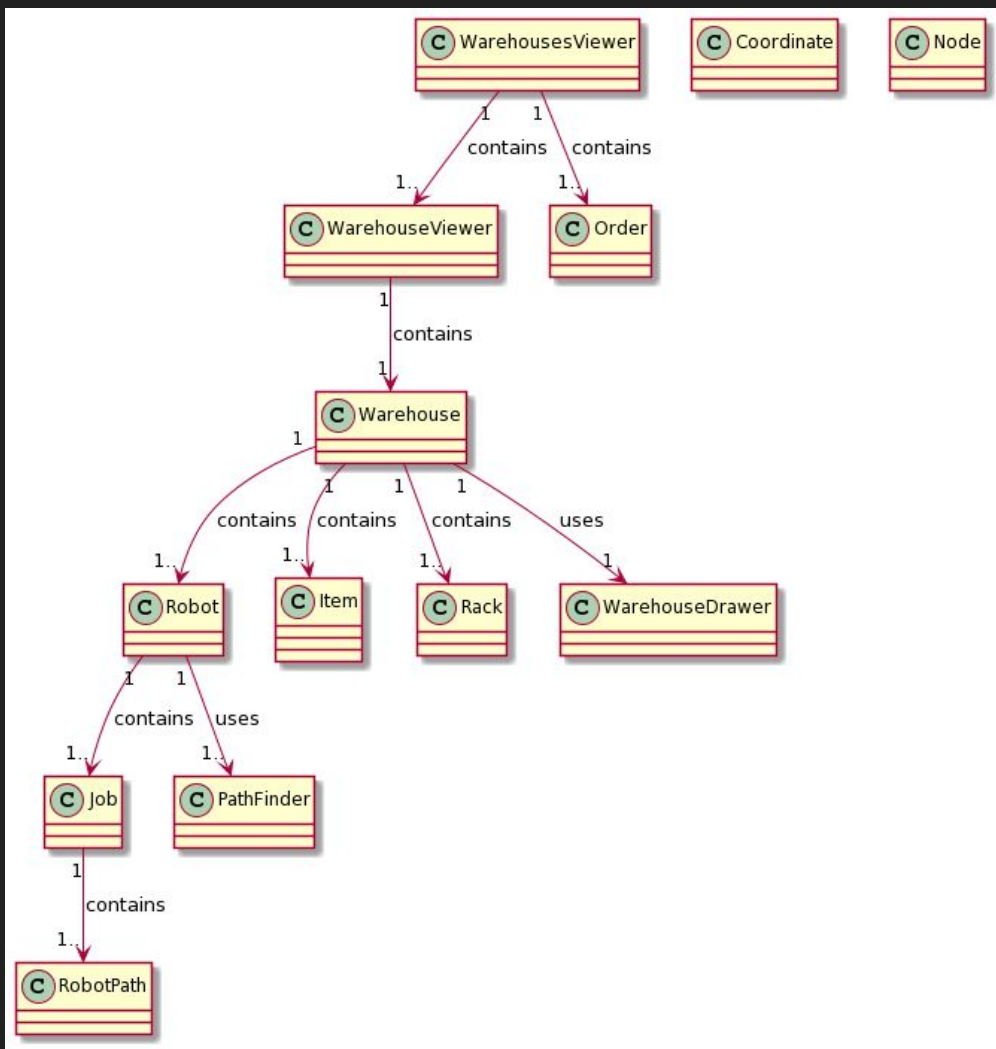 C WarehousesViewer
C Coordinate
C Node
1 1
contains contains
1.. 1..
C WarehouseViewer
C Order
1
contains
1
C Warehouse
1 1 1 1
contains contains contains uses
1.. 1.. 1.. 1
C Robot
C Item
C Rack
C WarehouseDrawer
1 1
contains uses
1.. 1..
C Job
C PathFinder
1
contains
1..
C RobotPath